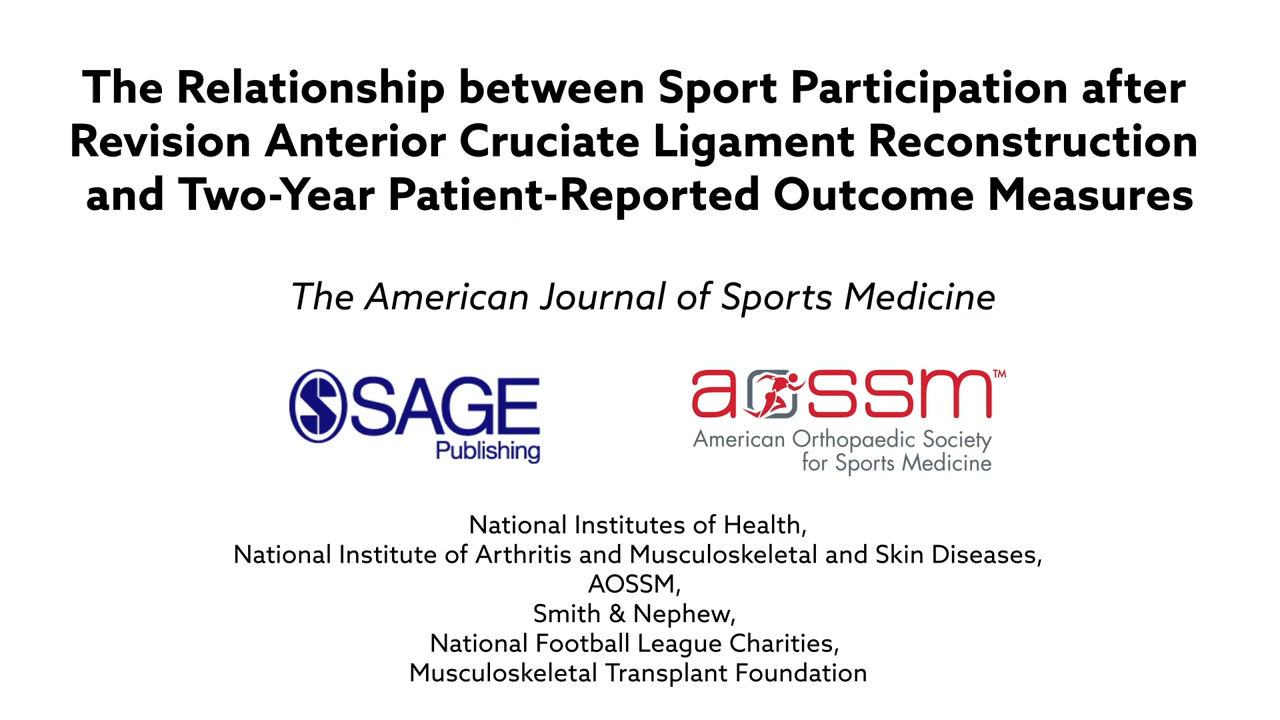 The Relationship between Sport Participation after
Revision Anterior Cruciate Ligament Reconstruction
and Two-Year Patient-Reported Outcome Measures
The American Journal of Sports Medicine
SAGE
Publishing
aossm™
American Orthopaedic Society
for Sports Medicine
National Institutes of Health,
National Institute of Arthritis and Musculoskeletal and Skin Diseases,
AOSSM,
Smith & Nephew,
National Football League Charities,
Musculoskeletal Transplant Foundation